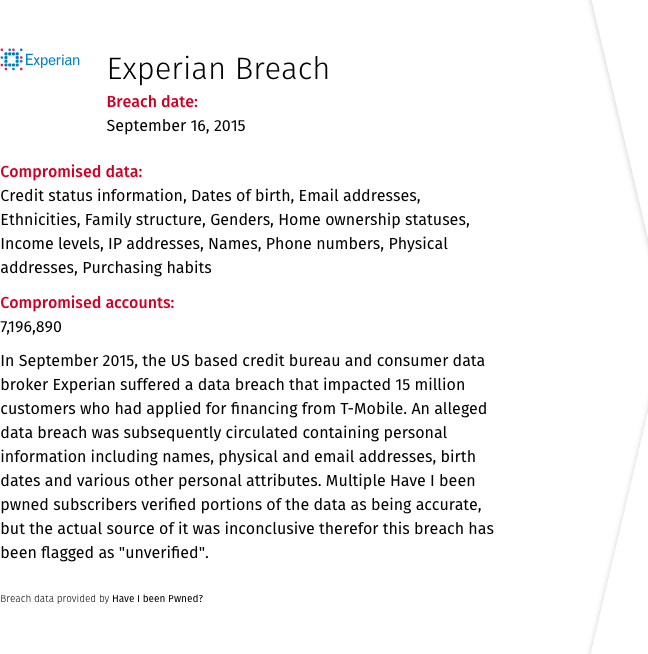 Experian
Experian Breach
Breach date:
September 16, 2015
Compromised data:
Credit status information, Dates of birth, Email addresses,
Ethnicities, Family structure, Genders, Home ownership statuses,
Income levels, IP addresses, Names, Phone numbers, Physical
addresses, Purchasing habits
Compromised accounts:
7,196,890
In September 2015, the US based credit bureau and consumer data
broker Experian suffered a data breach that impacted 15 million
customers who had applied for financing from T-Mobile. An alleged
data breach was subsequently circulated containing personal
information including names, physical and email addresses, birth
dates and various other personal attributes. Multiple Have I been
pwned subscribers verified portions of the data as being accurate,
but the actual source of it was inconclusive therefor this breach has
been flagged as "unverified".
Breach data provided by Have I been Pwned?